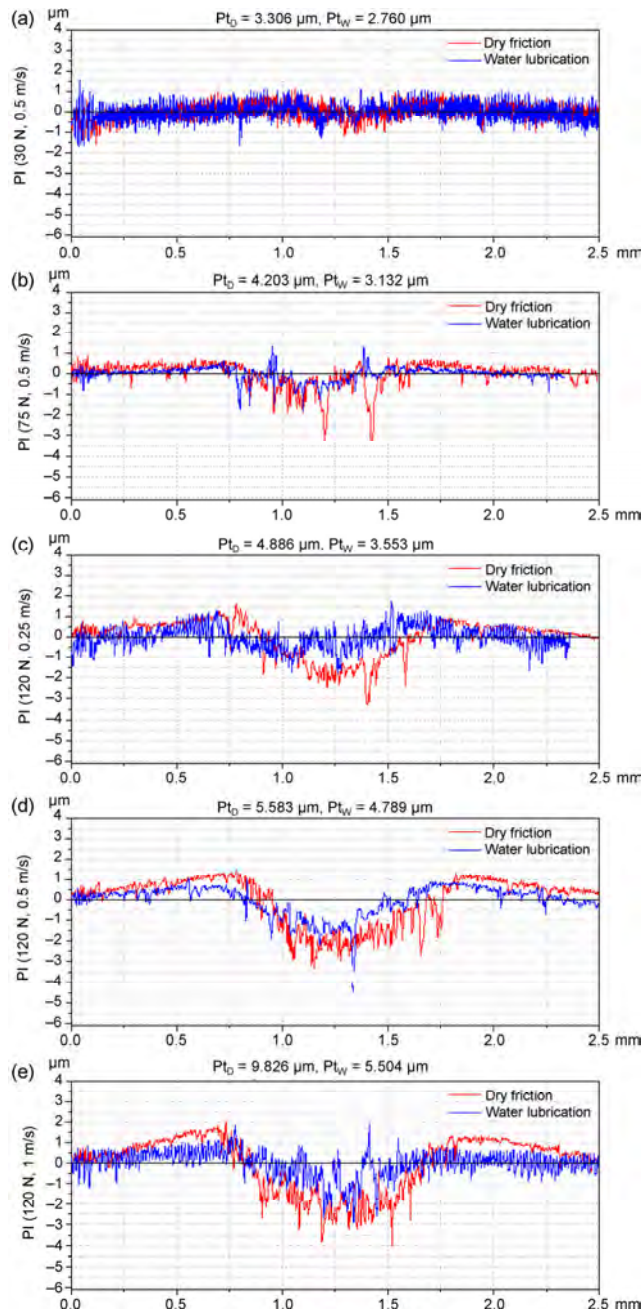 (a) µm Pt_D = 3.306 µm, Pt_W = 2.760 µm
4
3
2
1
0
–1
–2
–3
–4
–5
–6
PI (30 N, 0.5 m/s)
Dry friction
Water lubrication
0.0 0.5 1.0 1.5 2.0 2.5 mm
(b) µm Pt_D = 4.203 µm, Pt_W = 3.132 µm
4
3
2
1
0
–1
–2
–3
–4
–5
–6
PI (75 N, 0.5 m/s)
Dry friction
Water lubrication
0.0 0.5 1.0 1.5 2.0 2.5 mm
(c) µm Pt_D = 4.886 µm, Pt_W = 3.553 µm
4
3
2
1
0
–1
–2
–3
–4
–5
–6
PI (120 N, 0.25 m/s)
Dry friction
Water lubrication
0.0 0.5 1.0 1.5 2.0 2.5 mm
(d) µm Pt_D = 5.583 µm, Pt_W = 4.789 µm
4
3
2
1
0
–1
–2
–3
–4
–5
–6
PI (120 N, 0.5 m/s)
Dry friction
Water lubrication
0.0 0.5 1.0 1.5 2.0 2.5 mm
(e) µm Pt_D = 9.826 µm, Pt_W = 5.504 µm
4
3
2
1
0
–1
–2
–3
–4
–5
–6
PI (120 N, 1 m/s)
Dry friction
Water lubrication
0.0 0.5 1.0 1.5 2.0 2.5 mm